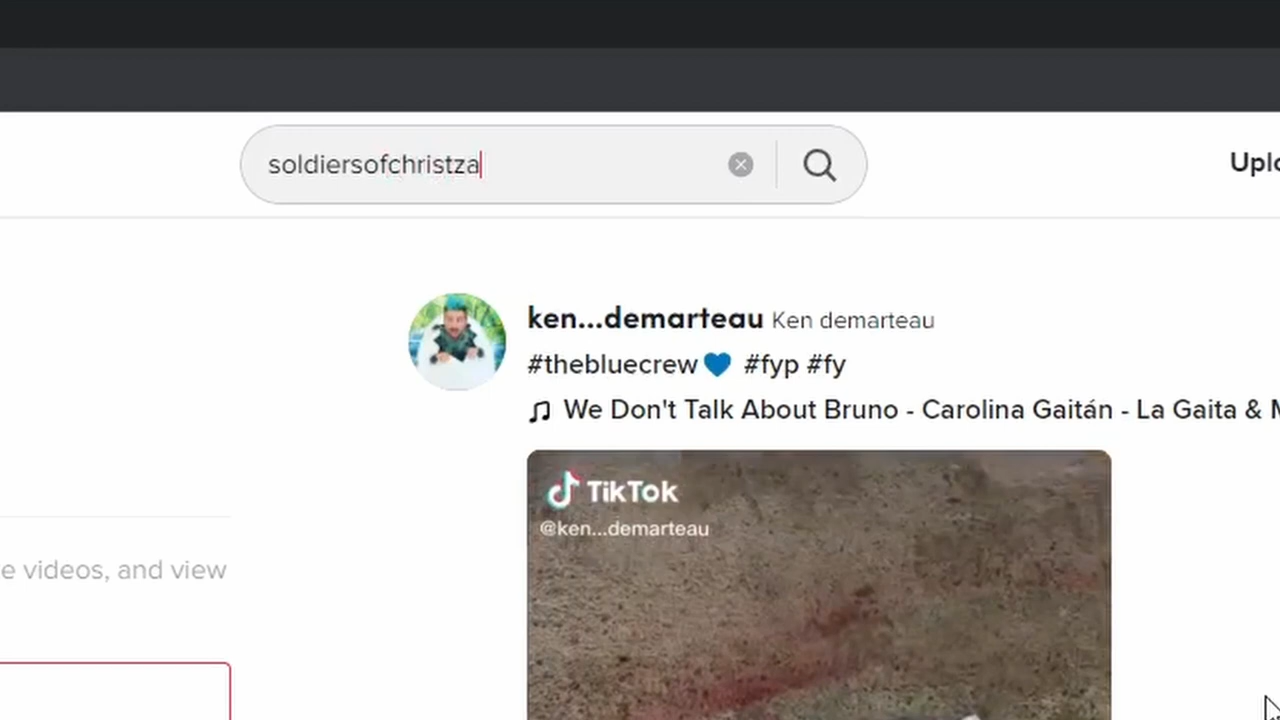 soldiersofchristza
Uplo
ken...demarteau Ken demarteau
#thebluecrew💙 #fyp #fy
We Don't Talk About Bruno - Carolina Gaitán - La Gaita & M
TikTok
@ken...demarteau
e videos, and view